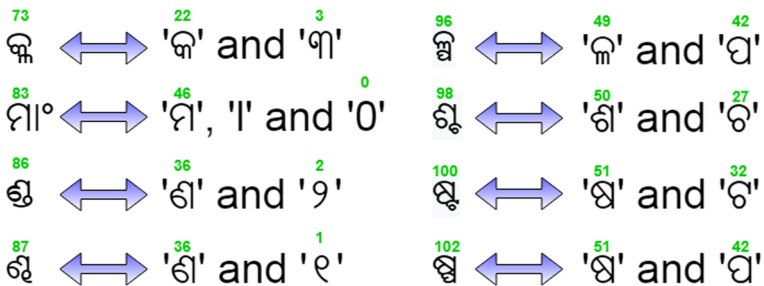 73 22 3
କ୍ଳ 'କ' and '୩'
83 46 0
ମାଂ 'ମ', 'ା' and '0'
86 36 2
ଣ୍ଡ 'ଣ' and '୨'
87 36 1
ଣ୍ଢ 'ଣ' and '୧'
96 49 42
ଳ୍ପ 'ଳ' and 'ପ'
98 50 27
ଶ୍ଚ 'ଶ' and 'ଚ'
100 51 32
ଷ୍ଟ 'ଷ' and 'ଟ'
102 51 42
ଷ୍ପ 'ଷ' and 'ପ'